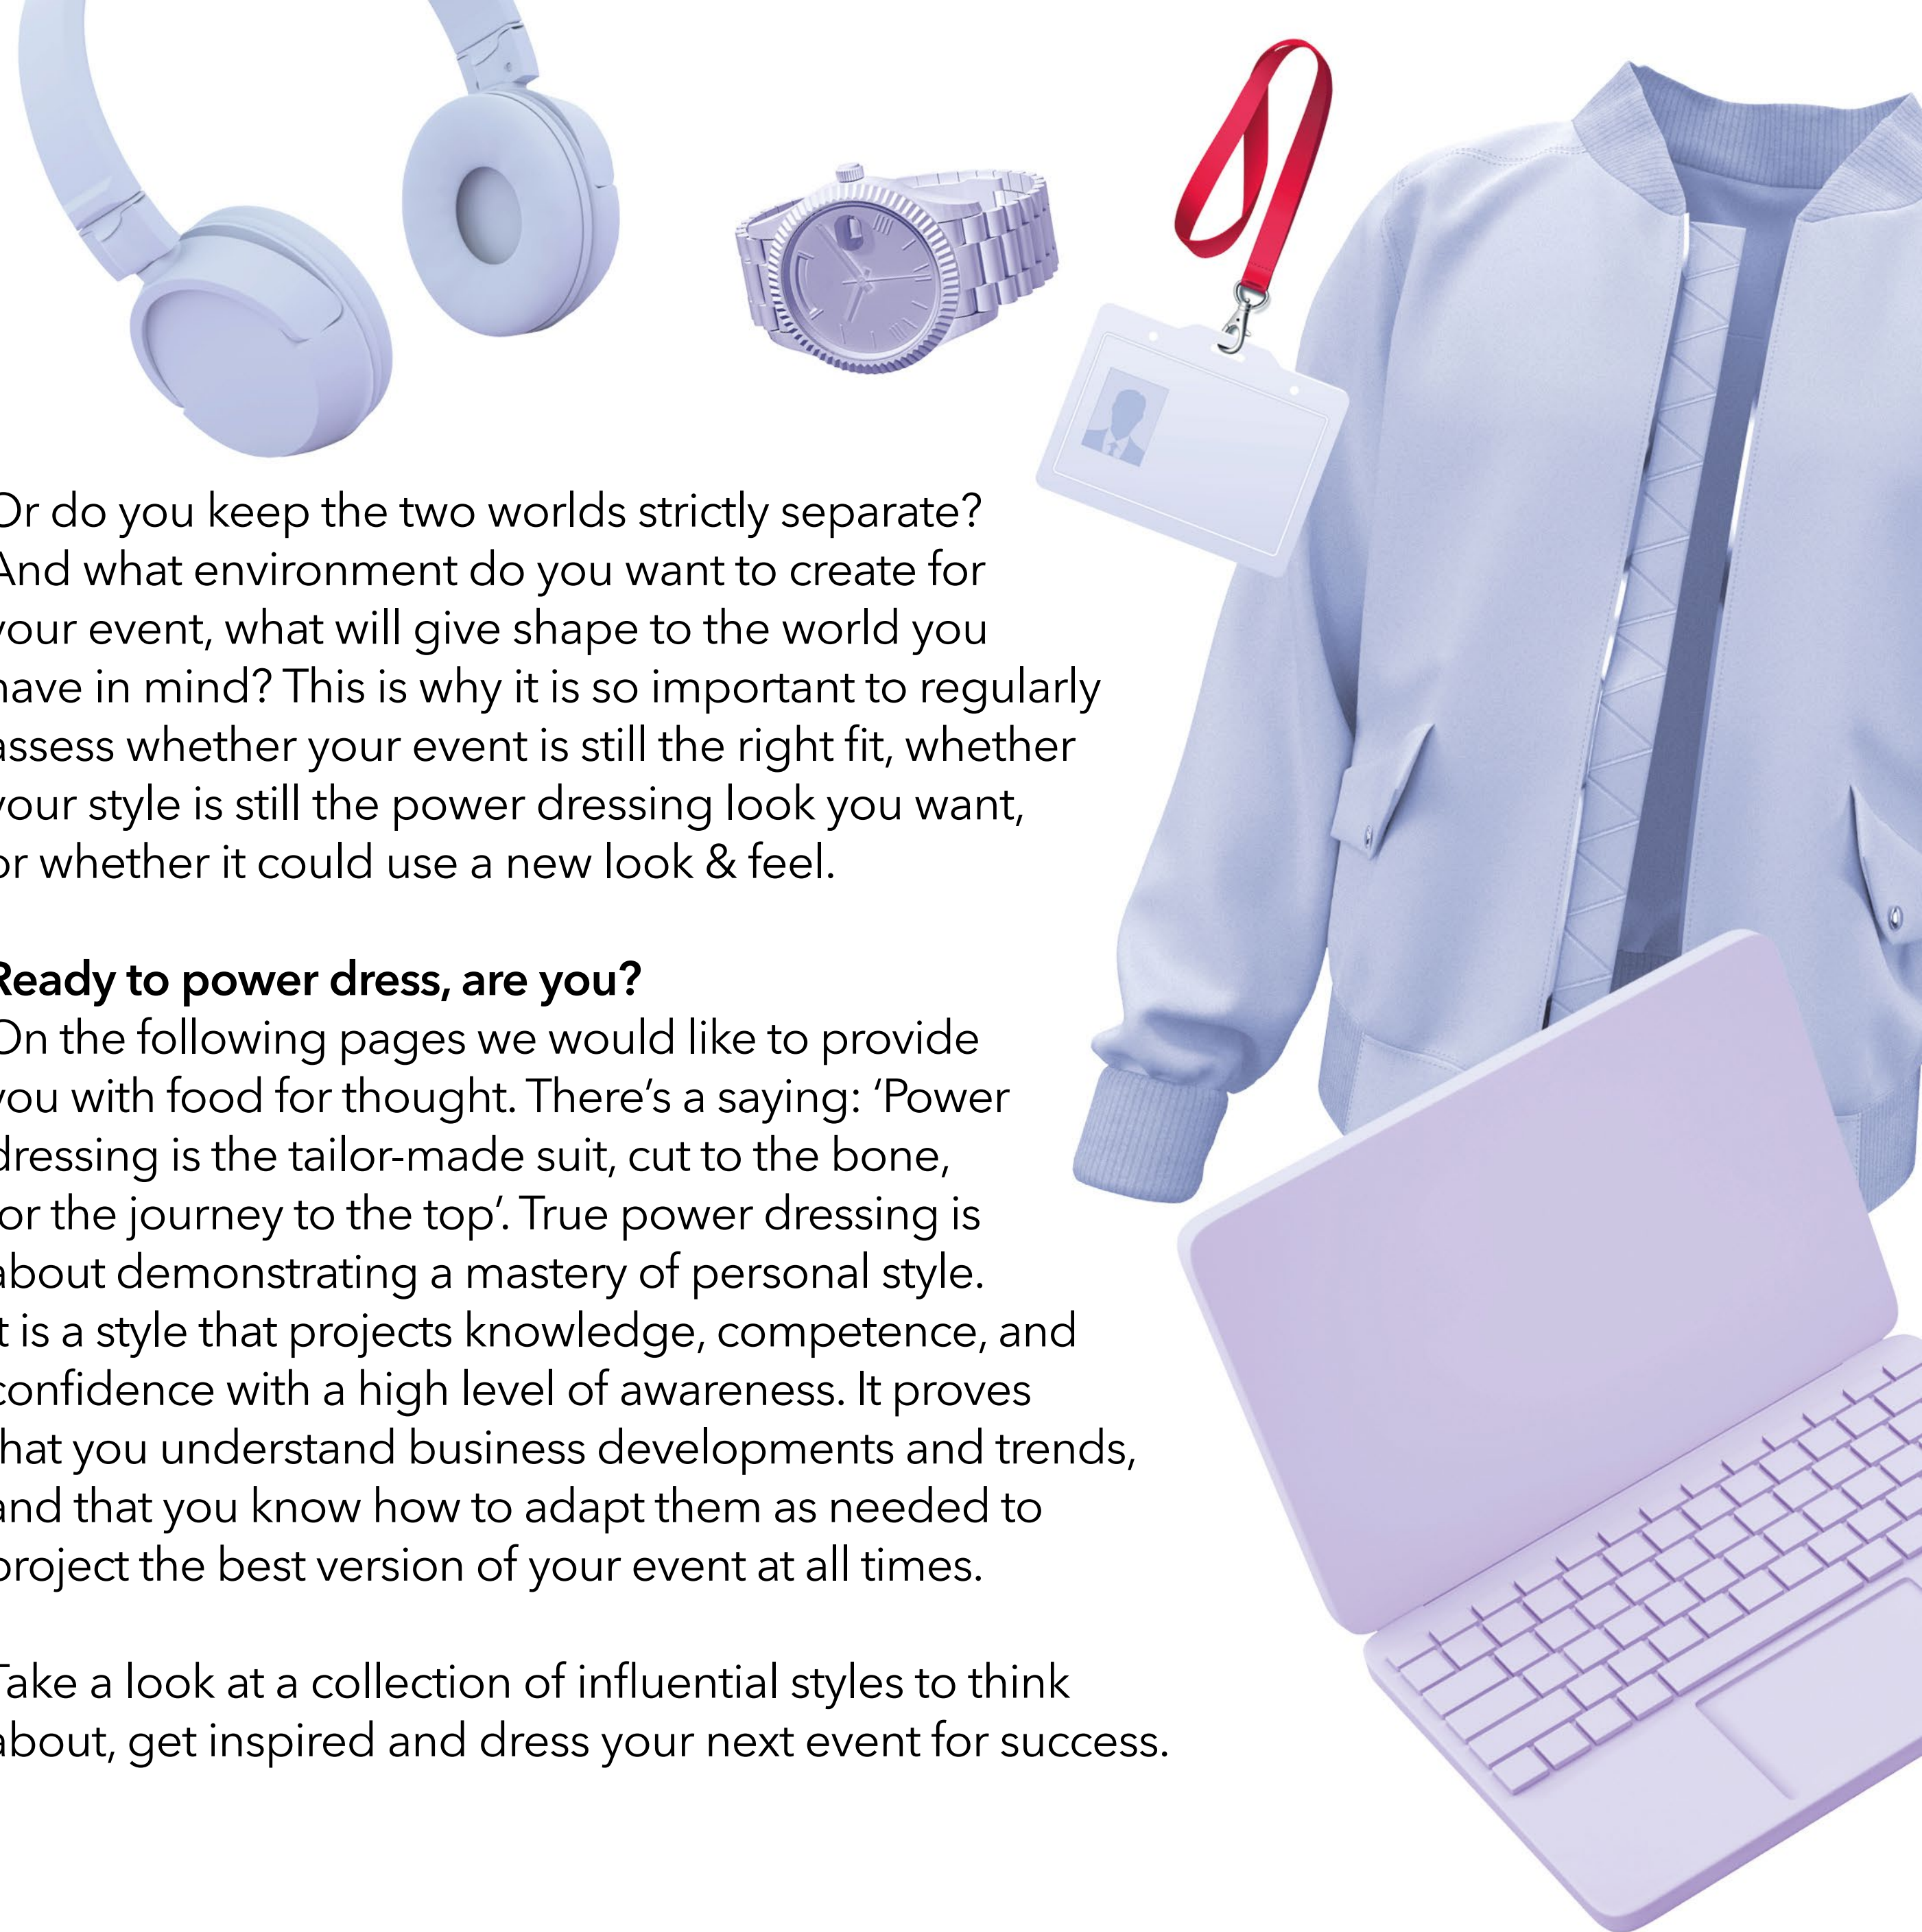 Or do you keep the two worlds strictly separate?
And what environment do you want to create for
your event, what will give shape to the world you
have in mind? This is why it is so important to regularly
assess whether your event is still the right fit, whether
your style is still the power dressing look you want,
or whether it could use a new look & feel.
Ready to power dress, are you?
On the following pages we would like to provide
you with food for thought. There’s a saying: ‘Power
dressing is the tailor-made suit, cut to the bone,
for the journey to the top’. True power dressing is
about demonstrating a mastery of personal style.
It is a style that projects knowledge, competence, and
confidence with a high level of awareness. It proves
that you understand business developments and trends,
and that you know how to adapt them as needed to
project the best version of your event at all times.
Take a look at a collection of influential styles to think
about, get inspired and dress your next event for success.